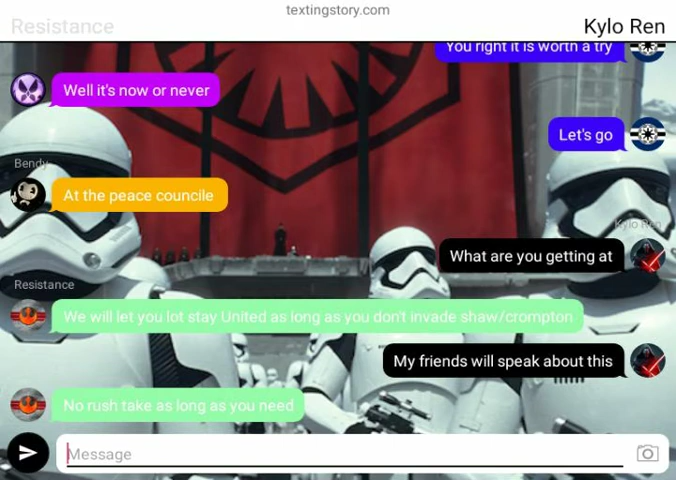 textingstory.com
Resistance
Kylo Ren
You right it is worth a try
Well it's now or never
Let's go
Bendy
At the peace councile
Kylo Ren
What are you getting at
Resistance
We will let you lot stay United as long as you don't invade shaw/crompton
My friends will speak about this
No rush take as long as you need
Message